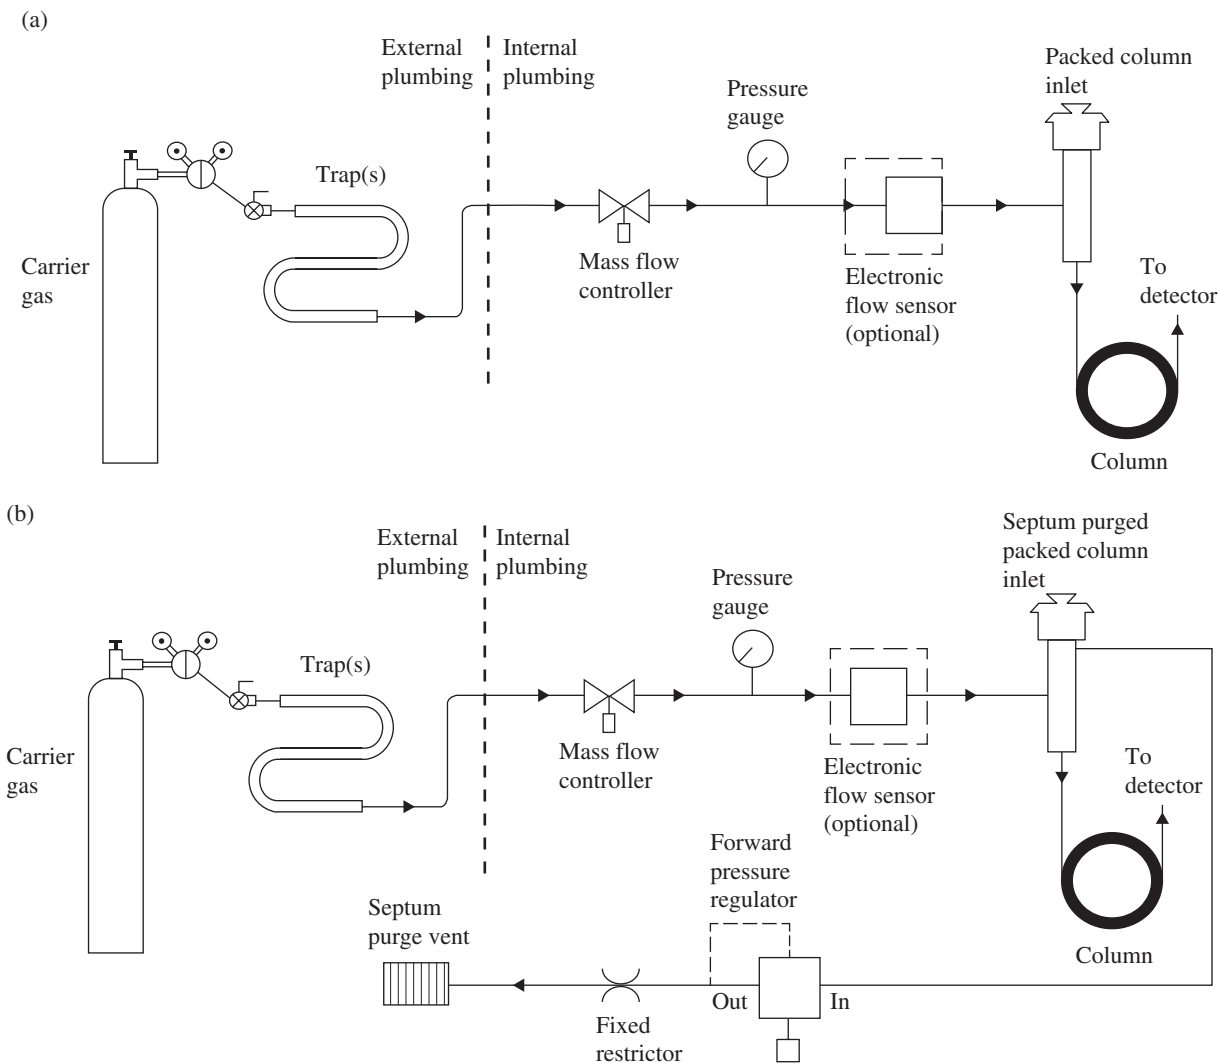 (a)
External
plumbing
Internal
plumbing
Pressure
gauge
Packed column
inlet
Trap(s)
Carrier
gas
Mass flow
controller
Electronic
flow sensor
(optional)
To
detector
Column
(b)
External
plumbing
Internal
plumbing
Pressure
gauge
Septum purged
packed column
inlet
Trap(s)
Carrier
gas
Mass flow
controller
Electronic
flow sensor
(optional)
To
detector
Forward
pressure
regulator
Septum
purge vent
Column
Out
In
Fixed
restrictor